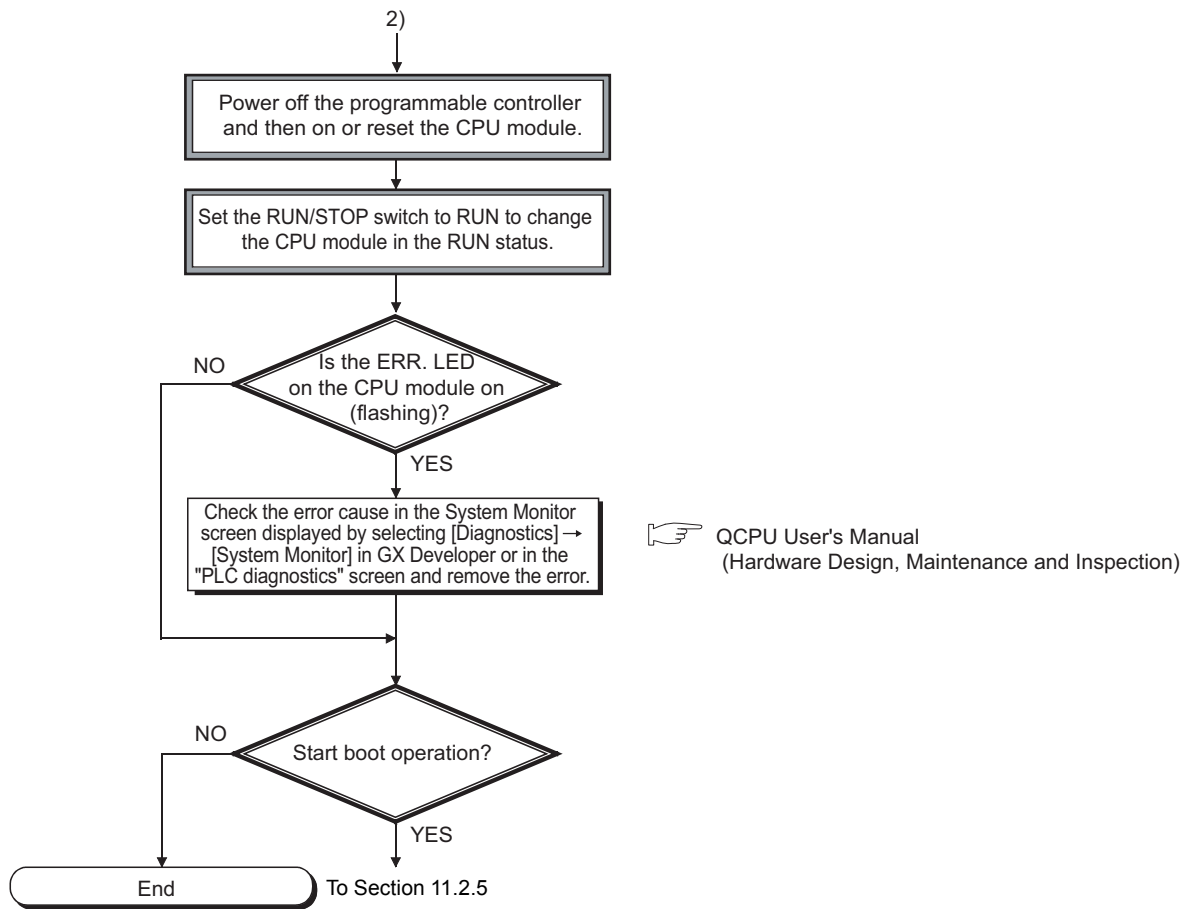 2)
Power off the programmable controller
and then on or reset the CPU module.
Set the RUN/STOP switch to RUN to change
the CPU module in the RUN status.
NO
Is the ERR. LED
on the CPU module on
(flashing)?
YES
Check the error cause in the System Monitor
screen displayed by selecting [Diagnostics] →
[System Monitor] in GX Developer or in the
"PLC diagnostics" screen and remove the error.
QCPU User's Manual
(Hardware Design, Maintenance and Inspection)
NO
Start boot operation?
YES
End
To Section 11.2.5